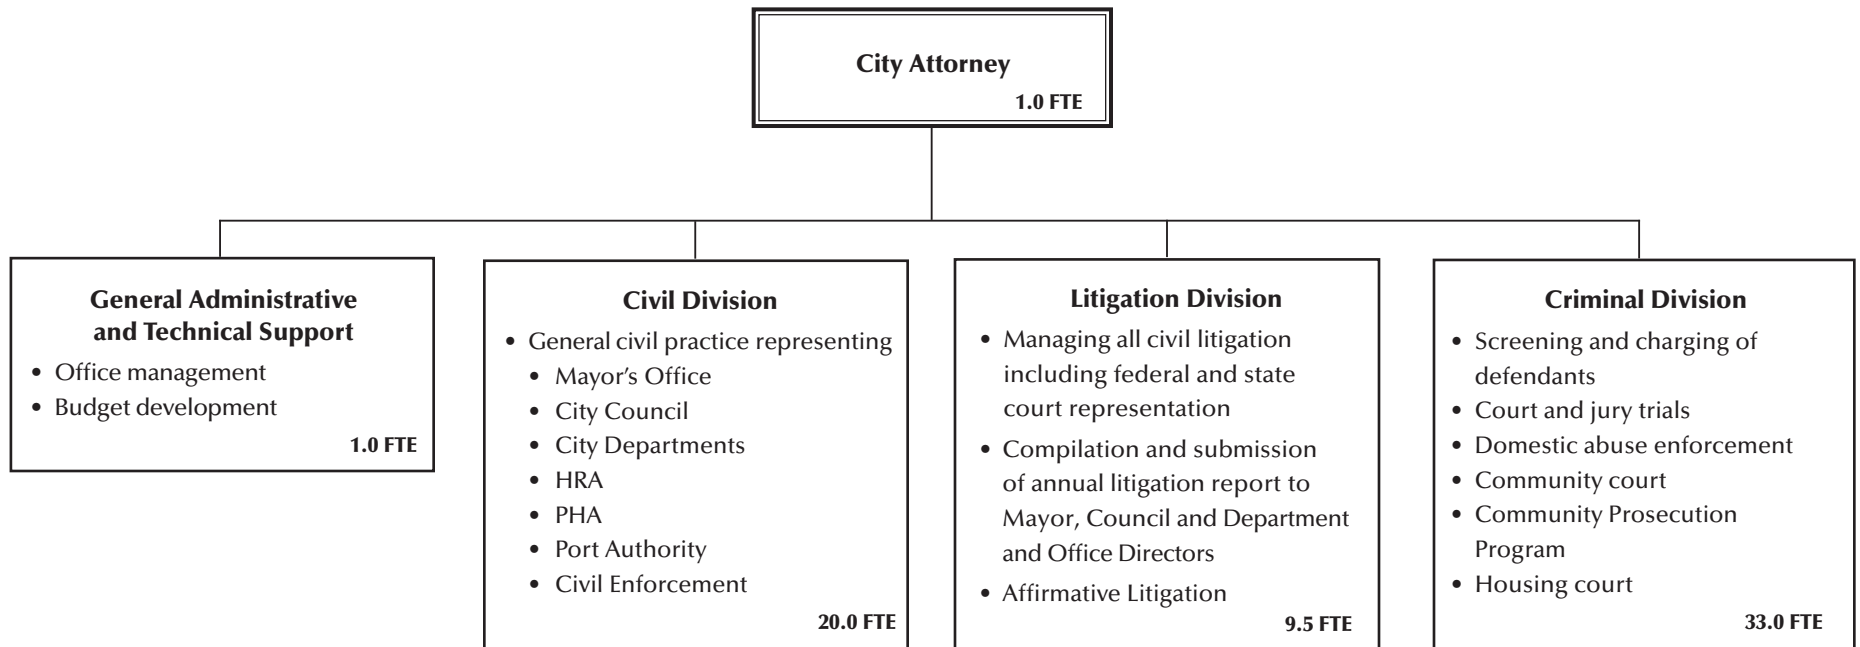 City Attorney
1.0 FTE
General Administrative
and Technical Support
• Office management
• Budget development
1.0 FTE
Civil Division
• General civil practice representing
• Mayor’s Office
• City Council
• City Departments
• HRA
• PHA
• Port Authority
• Civil Enforcement
20.0 FTE
Litigation Division
• Managing all civil litigation
including federal and state
court representation
• Compilation and submission
of annual litigation report to
Mayor, Council and Department
and Office Directors
• Affirmative Litigation
9.5 FTE
Criminal Division
• Screening and charging of
defendants
• Court and jury trials
• Domestic abuse enforcement
• Community court
• Community Prosecution
Program
• Housing court
33.0 FTE